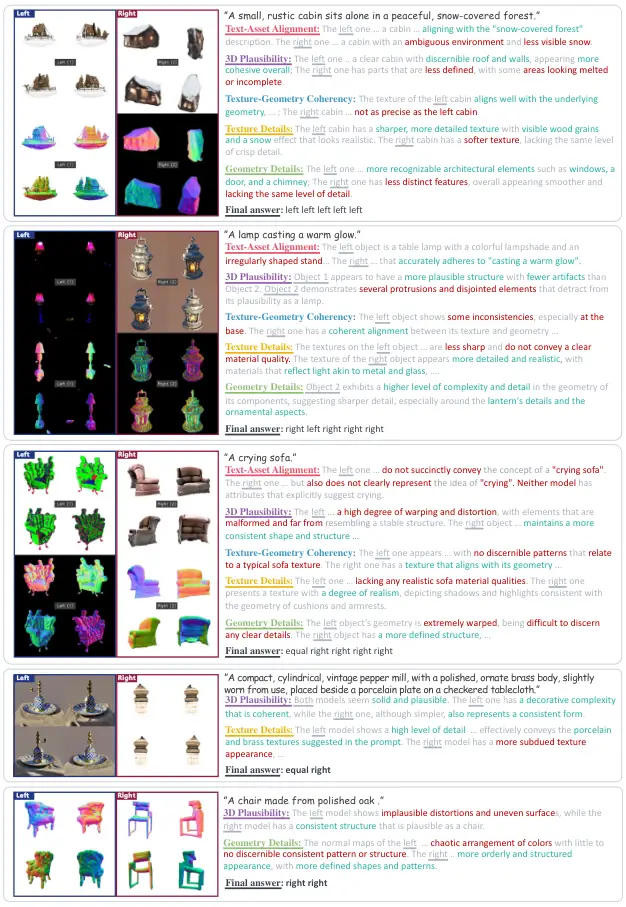 Left
Right
Left (1)
Right (2)
"A small, rustic cabin sits alone in a peaceful, snow-covered forest."
Text-Asset Alignment: The left one ... a cabin ... aligning with the "snow-covered forest"
description. The right one ... a cabin with an ambiguous environment and less visible snow.
3D Plausibility: The left o .. a clear cabin with discernible roof and walls, appearing more
cohesive overall; The right one has parts that are less defined, with some areas looking melted
or incomplete.
Texture-Geometry Coherency: The texture of the left cabin aligns well with the underlying
geometry, ... ; The right cabin ... not as precise as the left cabin.
Texture Details: The left cabin has a sharper, more detailed texture with visible wood grains
and a snow effect that looks realistic. The right cabin has a softer texture, lacking the same level
of crisp detail.
Geometry Details: The left one ... more recognizable architectural elements such as windows, a
door, and a chimney; The right one has less distinct features, overall appearing smoother and
lacking the same level of detail.
Final answer: left left left left left
Left
Right
Left (1)
Right (2)
Left (1)
"A lamp casting a warm glow."
Text-Asset Alignment: The left object is a table lamp with a colorful lampshade and an
irregularly shaped stand... The right ... that accurately adheres to "casting a warm glow".
3D Plausibility: Object 1 appears to have a more plausible structure with fewer artifacts than
Object 2. Object 2 demonstrates several protrusions and disjointed elements that detract from
its plausibility as a lamp.
Texture-Geometry Coherency: The left object shows some inconsistencies, especially at the
base. The right one has a coherent alignment between its texture and geometry ...
Texture Details: The textures on the left object ... are less sharp and do not convey a clear
material quality. The texture of the right object appears more detailed and realistic, with
materials that reflect light akin to metal and glass, ....
Geometry Details: Object 2 exhibits a higher level of complexity and detail in the geometry of
its components, suggesting sharper detail, especially around the lantern's details and the
ornamental aspects.
Final answer: right left right right right
Left
Right
Left (1)
Right (2)
Left (1)
Right (2)
"A crying sofa."
Text-Asset Alignment: The left one ... do not succinctly convey the concept of a "crying sofa".
The right one ... but also does not clearly represent the idea of "crying". Neither model has
attributes that explicitly suggest crying.
3D Plausibility: The left ... a high degree of warping and distortion, with elements that are
malformed and far from resembling a stable structure. The right object ... maintains a more
consistent shape and structure ...
Texture-Geometry Coherency: The left one appears ... with no discernible patterns that relate
to a typical sofa texture. The right one has a texture that aligns with its geometry ...
Texture Details: The left one ... lacking any realistic sofa material qualities. The right one
presents a texture with a degree of realism, depicting shadows and highlights consistent with
the geometry of cushions and armrests.
Geometry Details: The left object's geometry is extremely warped, being difficult to discern
any clear details. The right object has a more defined structure, ...
Final answer: equal right right right right
Left
Right
"A compact, cylindrical, vintage pepper mill, with a polished, ornate brass body, slightly
worn from use, placed beside a porcelain plate on a checkered tablecloth."
3D Plausibility: Both models seem solid and plausible. The left one has a decorative complexity
that is coherent, while the right one, although simpler, also represents a consistent form.
Texture Details: The left model shows a high level of detail ... effectively conveys the porcelain
and brass textures suggested in the prompt. The right model has a more subdued texture
appearance, ...
Final answer: equal right
Left
Right
"A chair made from polished oak ."
3D Plausibility: The left model shows implausible distortions and uneven surfaces, while the
right model has a consistent structure that is plausible as a chair.
Geometry Details: The normal maps of the left ... chaotic arrangement of colors with little to
no discernible consistent pattern or structure. The right .. more orderly and structured
appearance, with more defined shapes and patterns.
Final answer: right right